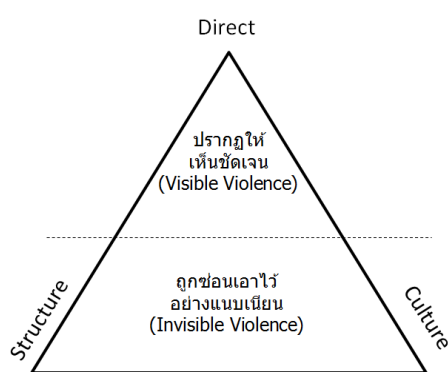 Direct
ปรากฏให้
เห็นชัดเจน
(Visible Violence)
ถูกซ่อนเอาไว้
อย่างแนบเนียน
(Invisible Violence)
Structure
Culture